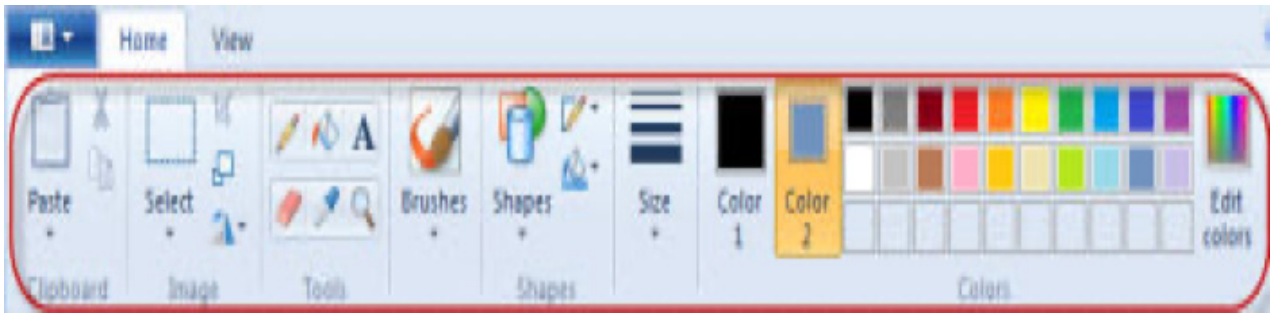 Home View
Paste Select A Brushes Shapes Size Color 1 Color 2 Edit colors
Clipboard Image Tools Shapes Colors